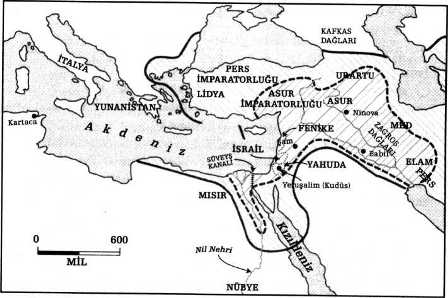 KAFKAS
DAĞLARI
İTALYA
PERS
İMPARATORLUĞU
URARTU
YUNANİSTAN
LİDYA
ASUR
İMPARATORLUĞU
ASUR
Ninova
MED
Kartaca
Akdeniz
FENİKE
ZAGROS
DAĞLARI
İSRAİL
Şam
Babil
ELAM
SÜVEYŞ
KANALI
YAHUDA
PERS
MISIR
Yeruşalim (Kudüs)
0 600
MİL
Nil Nehri
Kızıldeniz
NÜBYE